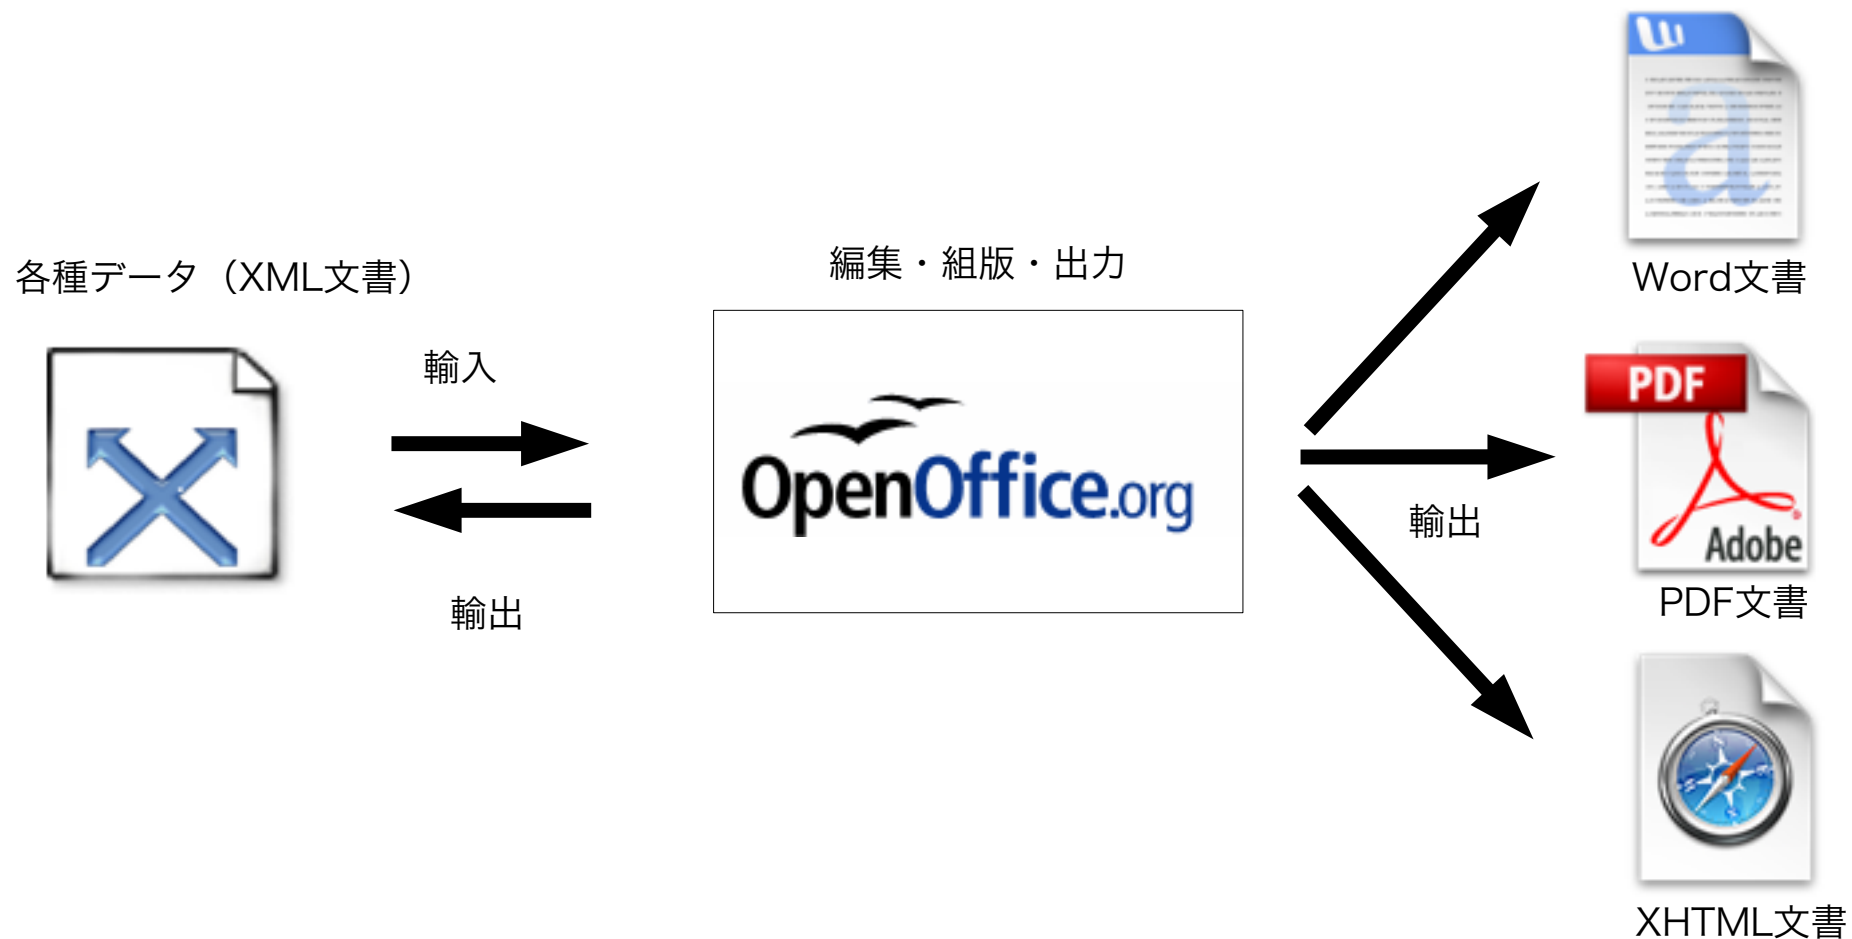 各種データ（XML文書）
輸入
輸出
編集・組版・出力
OpenOffice.org
輸出
W
a
Word文書
PDF
Adobe
PDF文書
XHTML文書